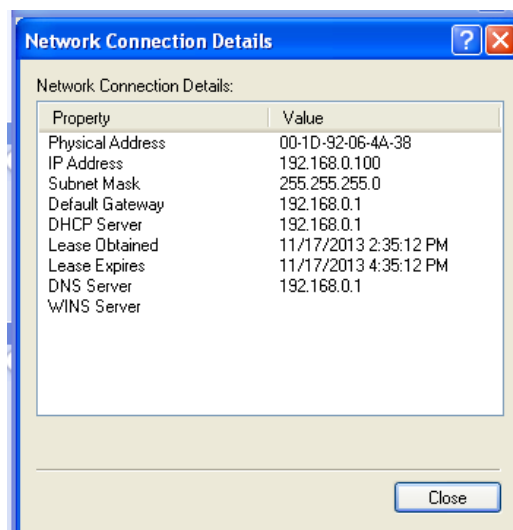 Network Connection Details
Network Connection Details:
Property Value
Physical Address 00-1D-92-06-4A-38
IP Address 192.168.0.100
Subnet Mask 255.255.255.0
Default Gateway 192.168.0.1
DHCP Server 192.168.0.1
Lease Obtained 11/17/2013 2:35:12 PM
Lease Expires 11/17/2013 4:35:12 PM
DNS Server 192.168.0.1
WINS Server
Close